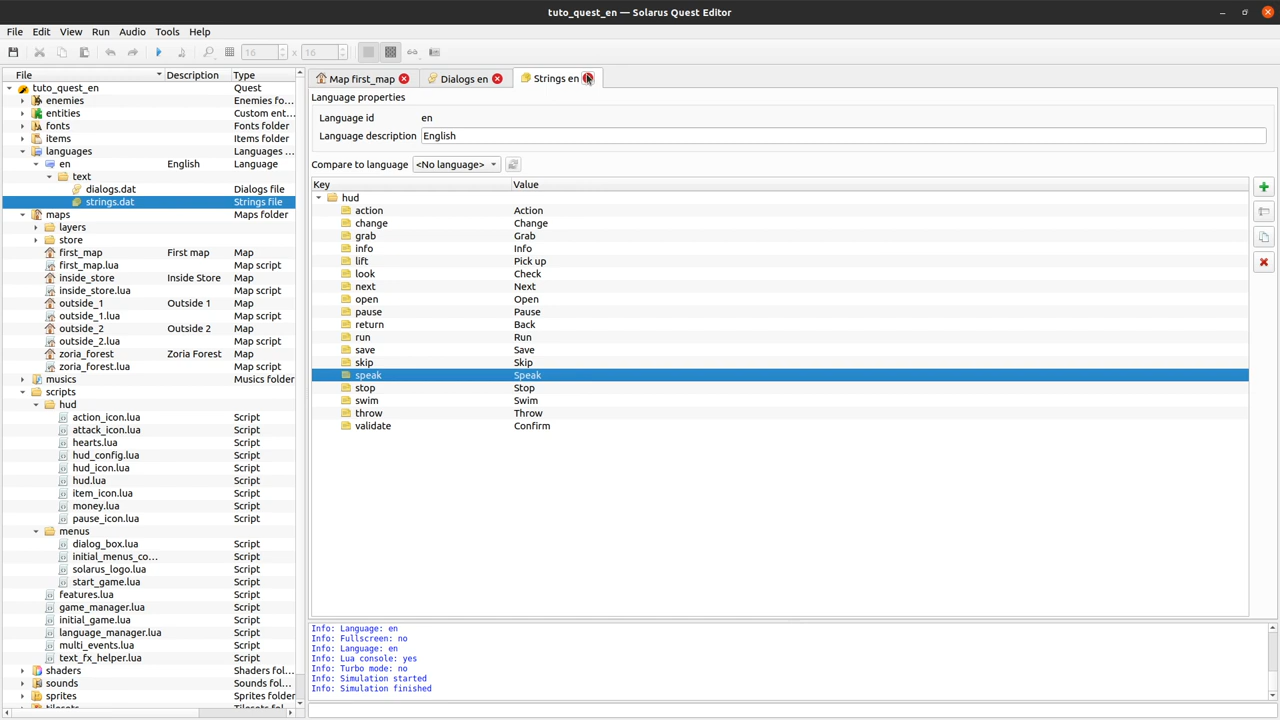 tuto_quest_en — Solarus Quest Editor
File Edit View Run Audio Tools Help
16 x 16
File Description Type
tuto_quest_en Quest
enemies Enemies fo...
entities Custom ent...
fonts Fonts folder
items Items folder
languages Languages ...
en English Language
text
dialogs.dat Dialogs file
strings.dat Strings file
maps Maps folder
layers
store
first_map First map Map
first_map.lua Map script
inside_store Inside Store Map
inside_store.lua Map script
outside_1 Outside 1 Map
outside_1.lua Map script
outside_2 Outside 2 Map
outside_2.lua Map script
zoria_forest Zoria Forest Map
zoria_forest.lua Map script
musics Musics folder
scripts
hud
action_icon.lua Script
attack_icon.lua Script
hearts.lua Script
hud_config.lua Script
hud_icon.lua Script
hud.lua Script
item_icon.lua Script
money.lua Script
pause_icon.lua Script
menus
dialog_box.lua Script
initial_menus_co... Script
solarus_logo.lua Script
start_game.lua Script
features.lua Script
game_manager.lua Script
initial_game.lua Script
language_manager.lua Script
multi_events.lua Script
text_fx_helper.lua Script
shaders Shaders fol...
sounds Sounds fold...
sprites Sprites folder
Map first_map Dialogs en Strings en
Language properties
Language id en
Language description English
Compare to language <No language>
Key Value
hud
action Action
change Change
grab Grab
info Info
lift Pick up
look Check
next Next
open Open
pause Pause
return Back
run Run
save Save
skip Skip
speak Speak
stop Stop
swim Swim
throw Throw
validate Confirm
Info: Language: en
Info: Fullscreen: no
Info: Language: en
Info: Lua console: yes
Info: Turbo mode: no
Info: Simulation started
Info: Simulation finished